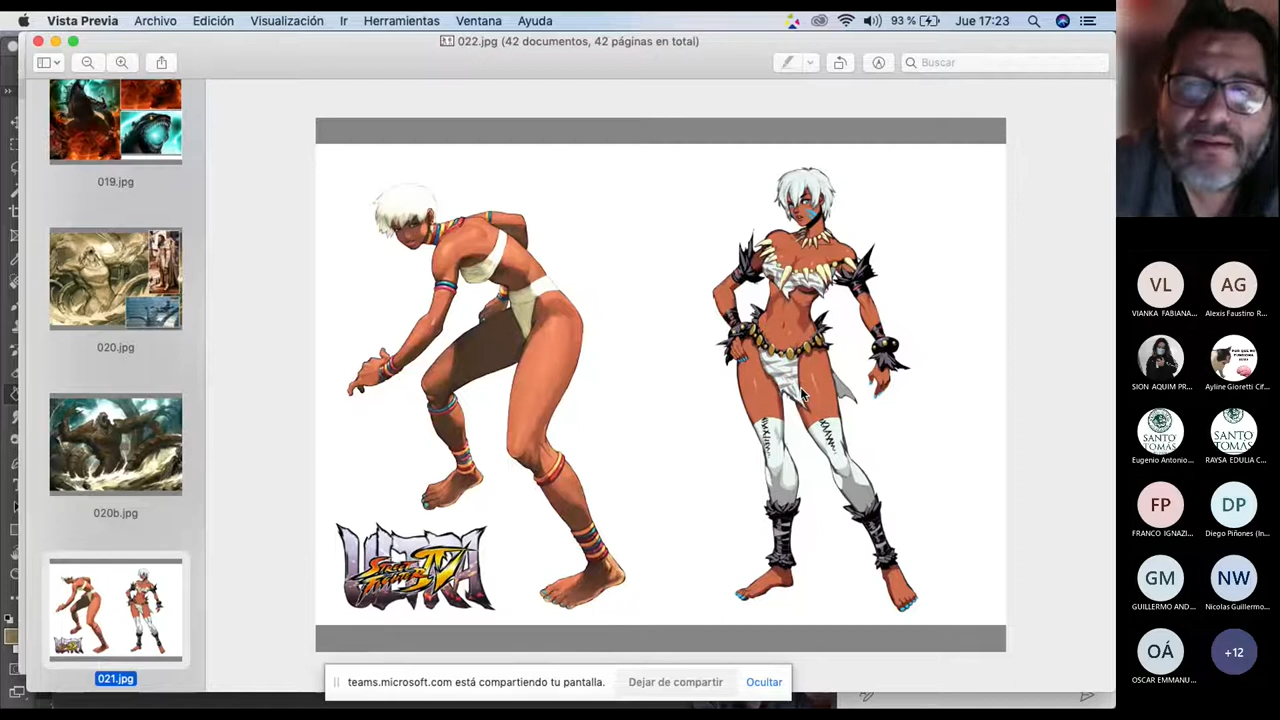 Vista Previa Archivo Edición Visualización Ir Herramientas Ventana Ayuda 93 % Jue 17:23
022.jpg (42 documentos, 42 páginas en total)
Buscar
019.jpg
020.jpg
020b.jpg
021.jpg
ULTRA
STREET FIGHTER IV
teams.microsoft.com está compartiendo tu pantalla. Dejar de compartir Ocultar
VL AG
VIANKA FABIANA... Alexis Faustino R...
SION AQUIM PR... Ayline Gioretti Cif...
SANTO TOMÁS SANTO TOMÁS
Eugenio Antonio... RAYSA EDULIA C...
FP DP
FRANCO IGNAZI... Diego Piñones (In...
GM NW
GUILLERMO AND... Nicolas Guillermo...
OÁ +12
OSCAR EMMANU...